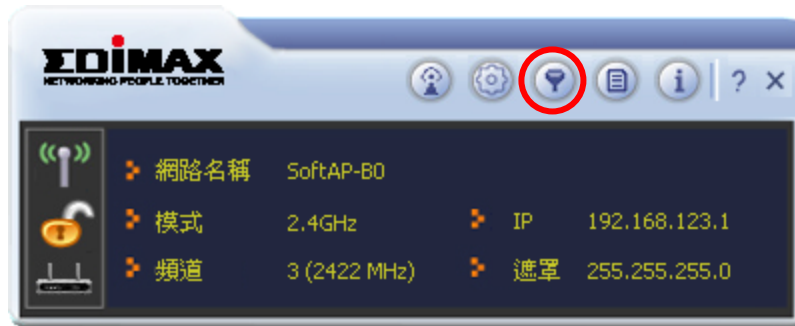 EDIMAX
NETWORKING PEOPLE TOGETHER
? ×
網路名稱 SoftAP-B0
模式 2.4GHz IP 192.168.123.1
頻道 3 (2422 MHz) 遮罩 255.255.255.0